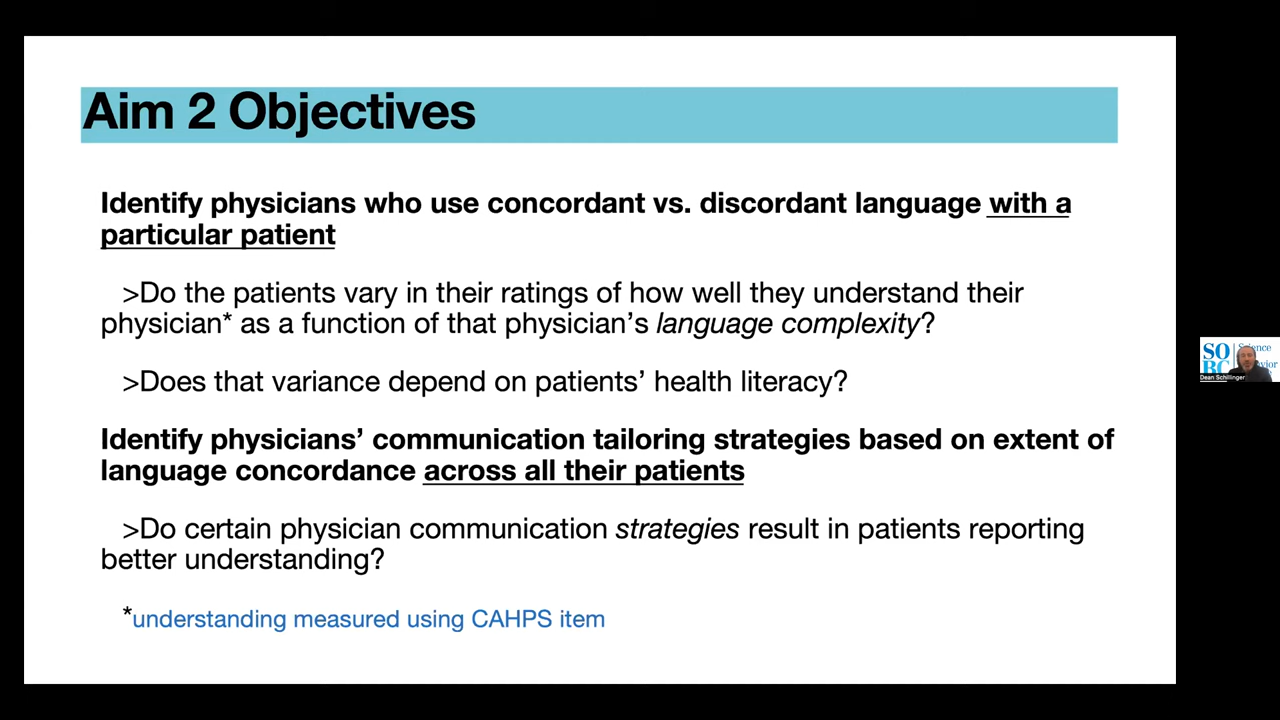 Aim 2 Objectives
Identify physicians who use concordant vs. discordant language with a
particular patient
>Do the patients vary in their ratings of how well they understand their
physician* as a function of that physician’s language complexity?
>Does that variance depend on patients’ health literacy?
Identify physicians’ communication tailoring strategies based on extent of
language concordance across all their patients
>Do certain physician communication strategies result in patients reporting
better understanding?
*understanding measured using CAHPS item
SO
Science
Dean Schillinger